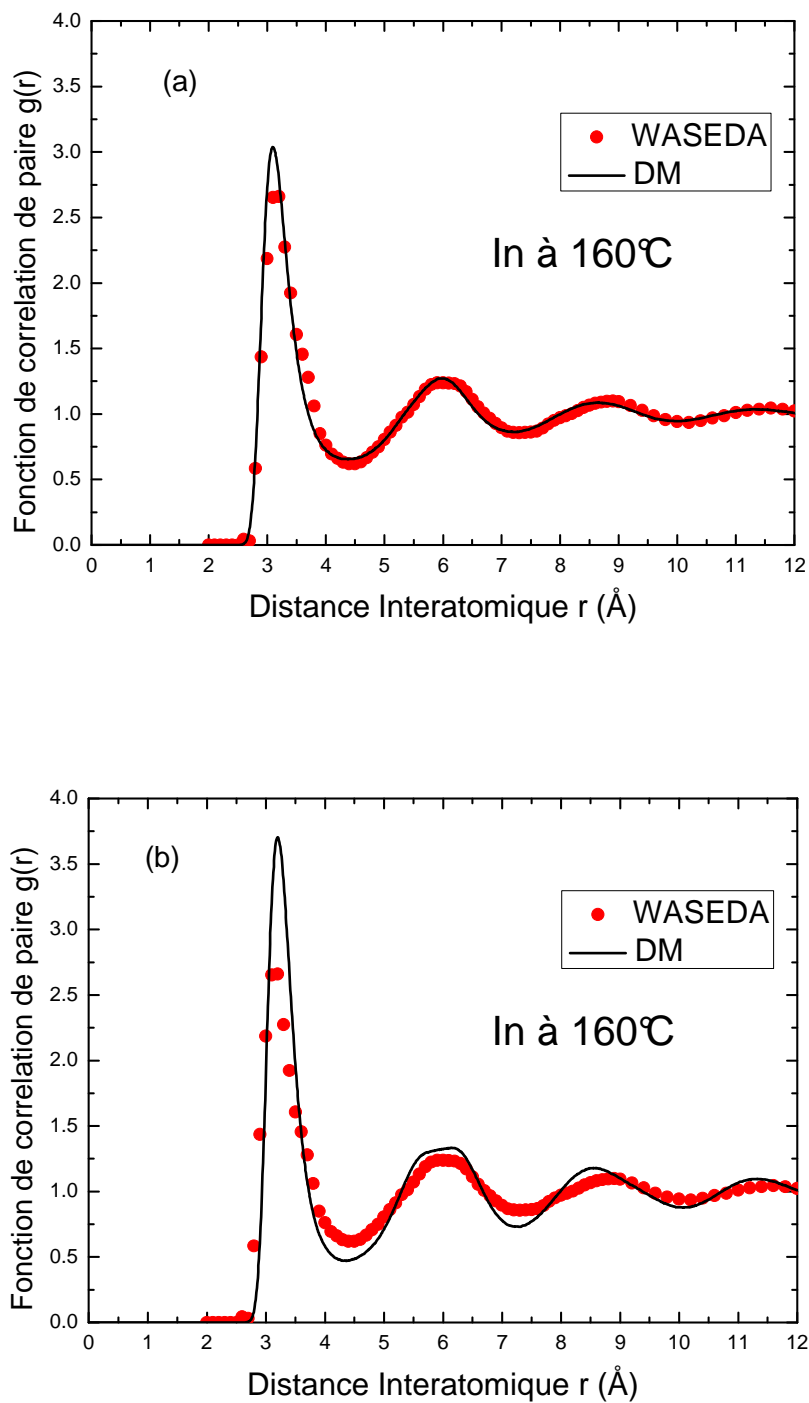 4.0
3.5
3.0
2.5
2.0
1.5
1.0
0.5
0.0
Fonction de correlation de paire g(r)
(a)
WASEDA
DM
In à 160°C
0 1 2 3 4 5 6 7 8 9 10 11 12
Distance Interatomique r (Å)
4.0
3.5
3.0
2.5
2.0
1.5
1.0
0.5
0.0
Fonction de correlation de paire g(r)
(b)
WASEDA
DM
In à 160°C
0 1 2 3 4 5 6 7 8 9 10 11 12
Distance Interatomique r (Å)